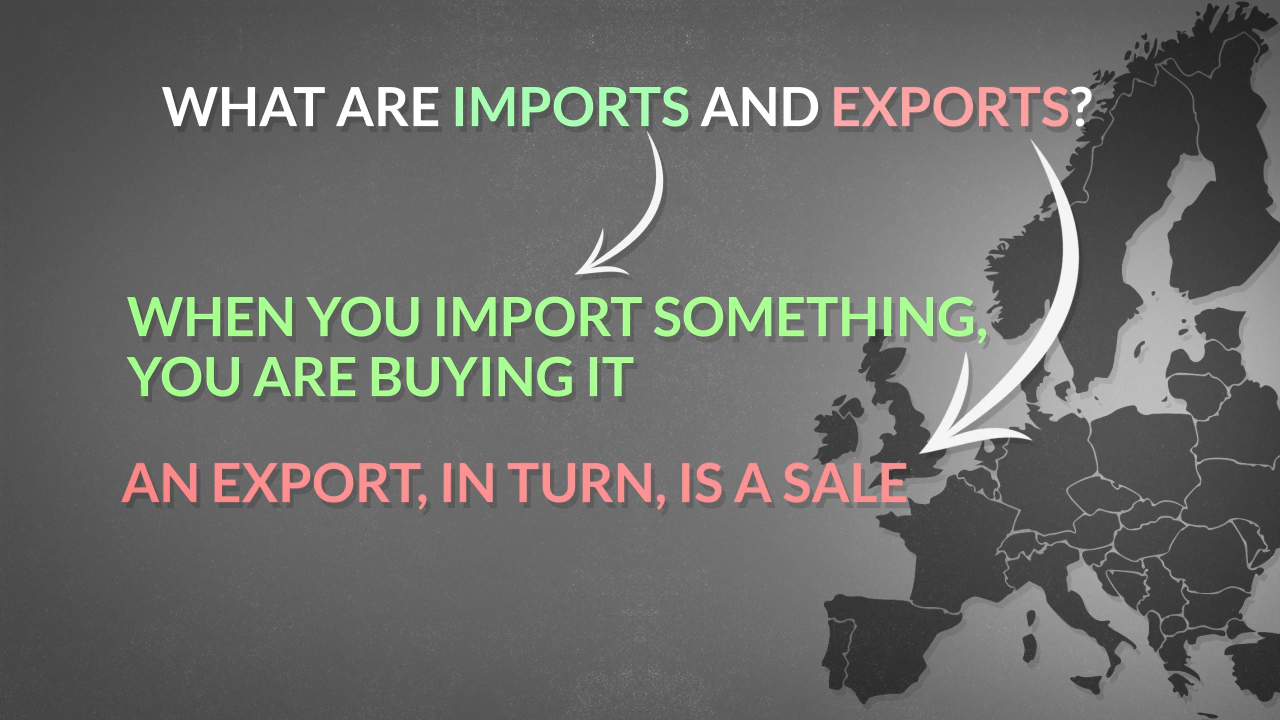 WHAT ARE IMPORTS AND EXPORTS?
WHEN YOU IMPORT SOMETHING,
YOU ARE BUYING IT
AN EXPORT, IN TURN, IS A SALE